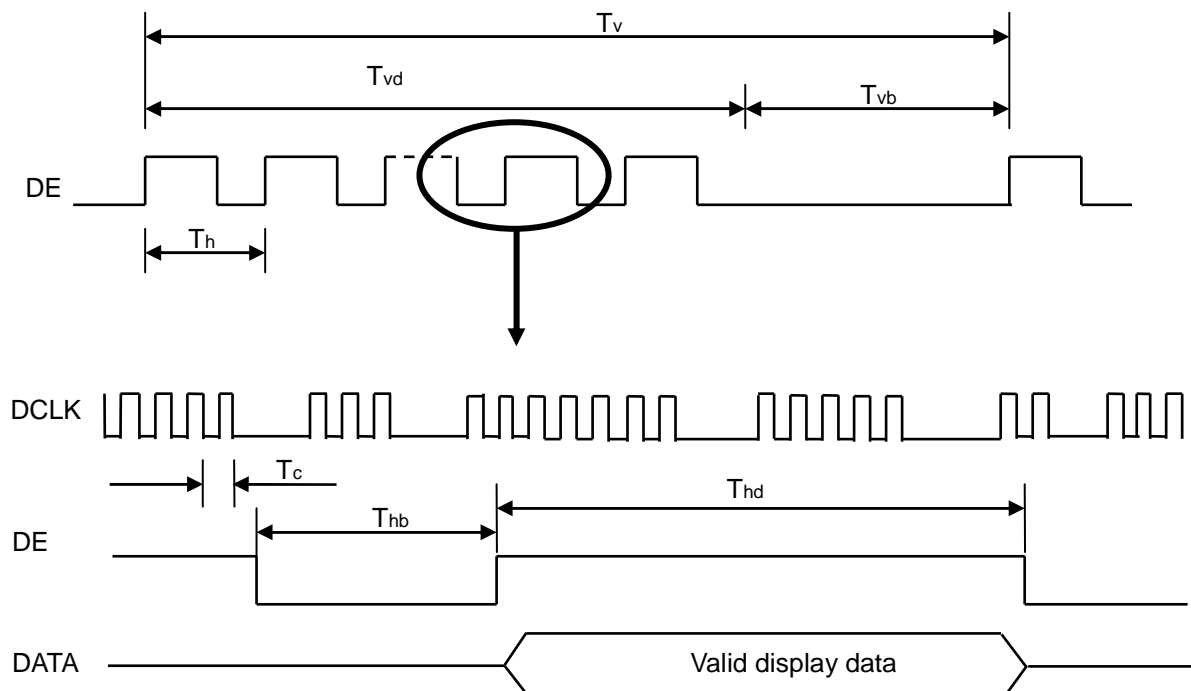 Tv
Tvd
Tvb
DE
Th
DCLK
Tc
Thd
Thb
DE
DATA
Valid display data